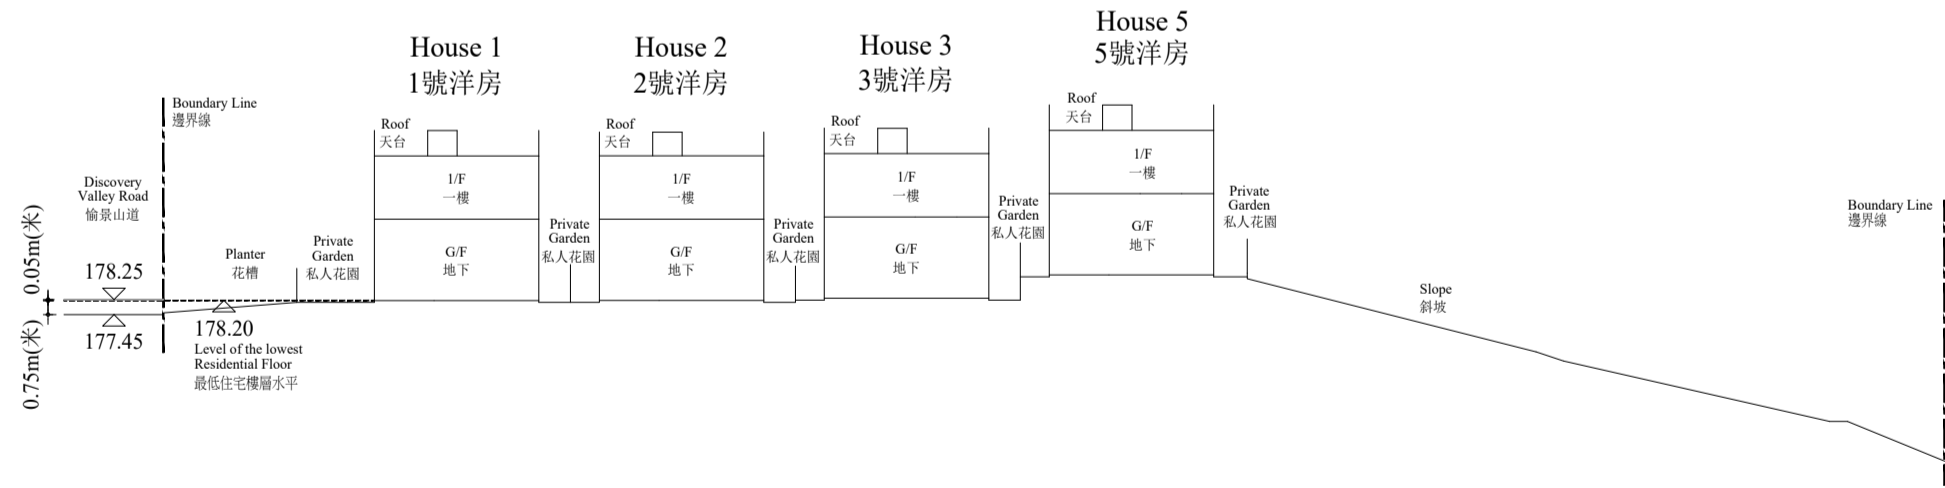 House 1
1號洋房
House 2
2號洋房
House 3
3號洋房
House 5
5號洋房
Boundary Line
邊界線
Roof
天台
Roof
天台
Roof
天台
Roof
天台
1/F
一樓
1/F
一樓
1/F
一樓
1/F
一樓
Discovery
Valley Road
愉景山道
Planter
花槽
Private
Garden
私人花園
G/F
地下
Private
Garden
私人花園
G/F
地下
Private
Garden
私人花園
G/F
地下
Private
Garden
私人花園
G/F
地下
Private
Garden
私人花園
Boundary Line
邊界線
Slope
斜坡
0.05m(米)
0.75m(米)
178.25
177.45
178.20
Level of the lowest
Residential Floor
最低住宅樓層水平